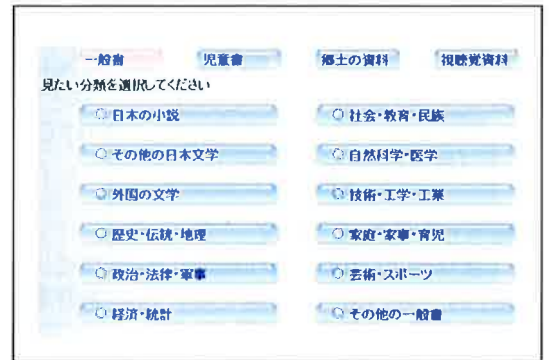 一般書 児童書 郷土の資料 視聴覚資料
見たい分類を選択してください
日本の小説 社会・教育・民族
その他の日本文学 自然科学・医学
外国の文学 技術・工学・工業
歴史・伝統・地理 家庭・家事・育児
政治・法律・軍事 芸術・スポーツ
経済・統計 その他の一般書